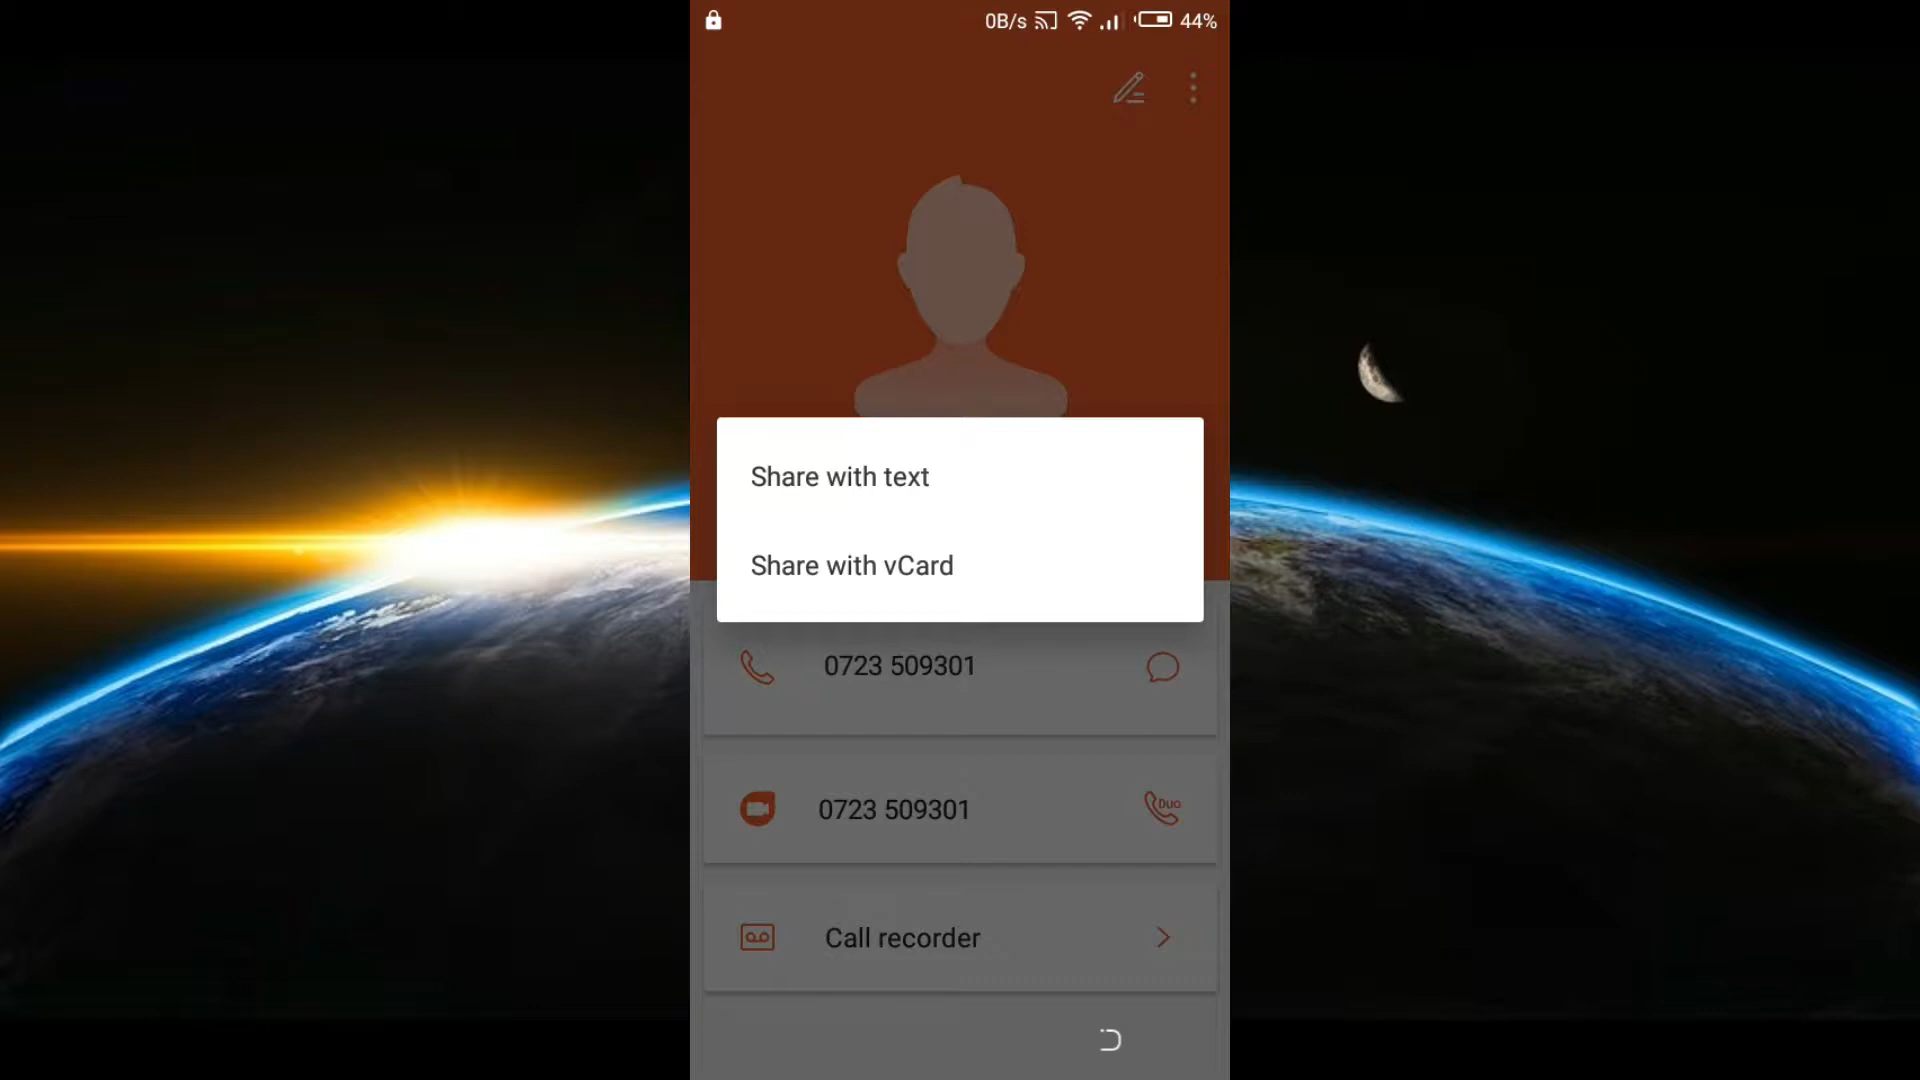 0B/s 44%
Share with text
Share with vCard
0723 509301
0723 509301 Duo
Call recorder